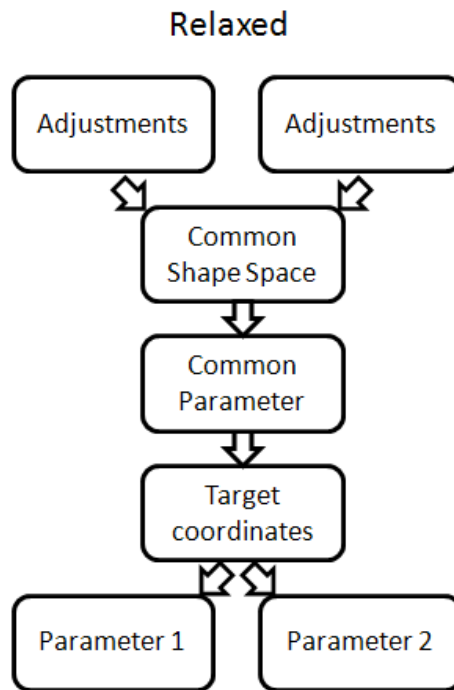 Relaxed
Adjustments
Adjustments
Common
Shape Space
Common
Parameter
Target
coordinates
Parameter 1
Parameter 2